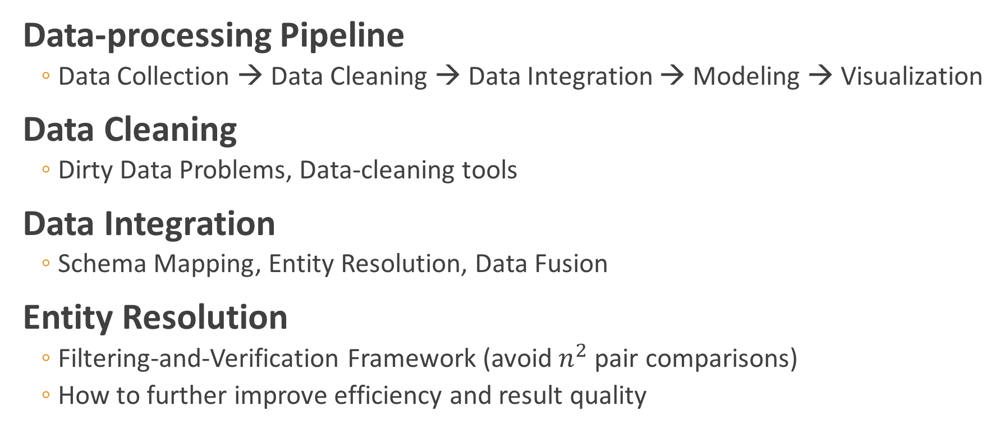 Data-processing Pipeline
◦ Data Collection → Data Cleaning → Data Integration → Modeling → Visualization
Data Cleaning
◦ Dirty Data Problems, Data-cleaning tools
Data Integration
◦ Schema Mapping, Entity Resolution, Data Fusion
Entity Resolution
◦ Filtering-and-Verification Framework (avoid n² pair comparisons)
◦ How to further improve efficiency and result quality